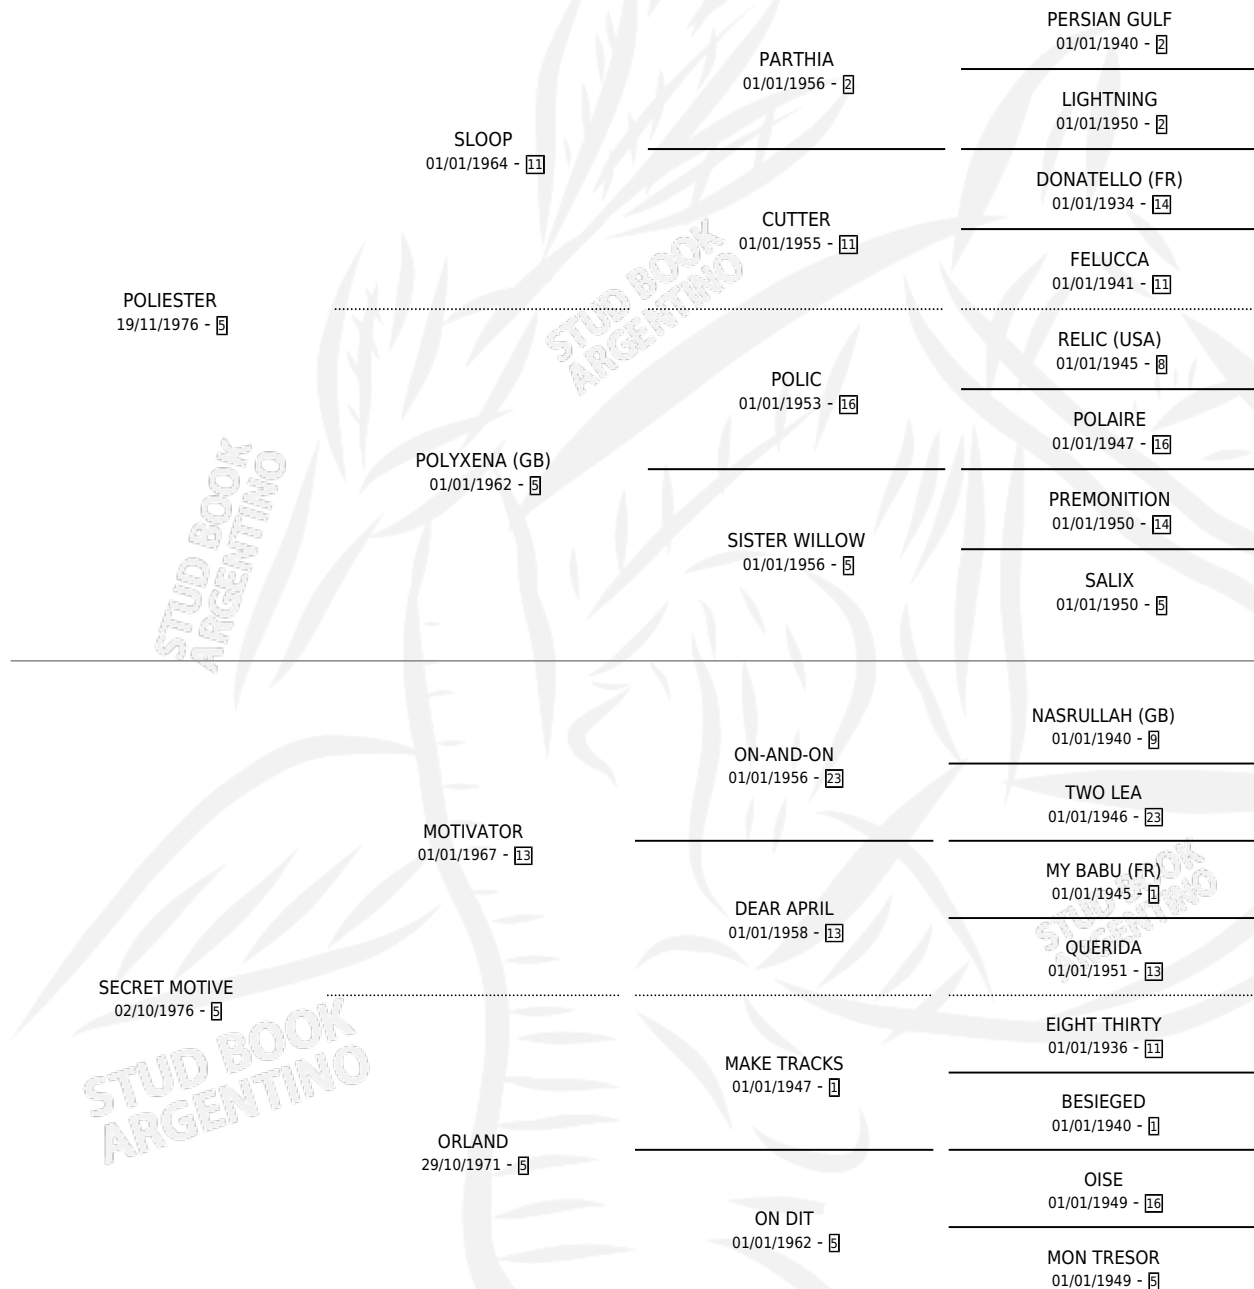 PERSIAN GULF
01/01/1940 - 2
PARTHIA
01/01/1956 - 2
LIGHTNING
01/01/1950 - 2
SLOOP
01/01/1964 - 11
DONATELLO (FR)
01/01/1934 - 14
CUTTER
01/01/1955 - 11
FELUCCA
01/01/1941 - 11
POLIESTER
19/11/1976 - 5
RELIC (USA)
01/01/1945 - 8
POLIC
01/01/1953 - 16
POLAIRE
01/01/1947 - 16
POLYXENA (GB)
01/01/1962 - 5
PREMONITION
01/01/1950 - 14
SISTER WILLOW
01/01/1956 - 5
SALIX
01/01/1950 - 5
NASRULLAH (GB)
01/01/1940 - 9
ON-AND-ON
01/01/1956 - 23
TWO LEA
01/01/1946 - 23
MOTIVATOR
01/01/1967 - 13
MY BABU (FR)
01/01/1945 - 1
DEAR APRIL
01/01/1958 - 13
QUERIDA
01/01/1951 - 13
SECRET MOTIVE
02/10/1976 - 5
EIGHT THIRTY
01/01/1936 - 11
MAKE TRACKS
01/01/1947 - 1
BESIEGED
01/01/1940 - 1
ORLAND
29/10/1971 - 5
OISE
01/01/1949 - 16
ON DIT
01/01/1962 - 5
MON TRESOR
01/01/1949 - 5
STUD BOOK
ARGENTINO
STUD BOOK
ARGENTINO
STUD BOOK
ARGENTINO
STUD BOOK
ARGENTINO